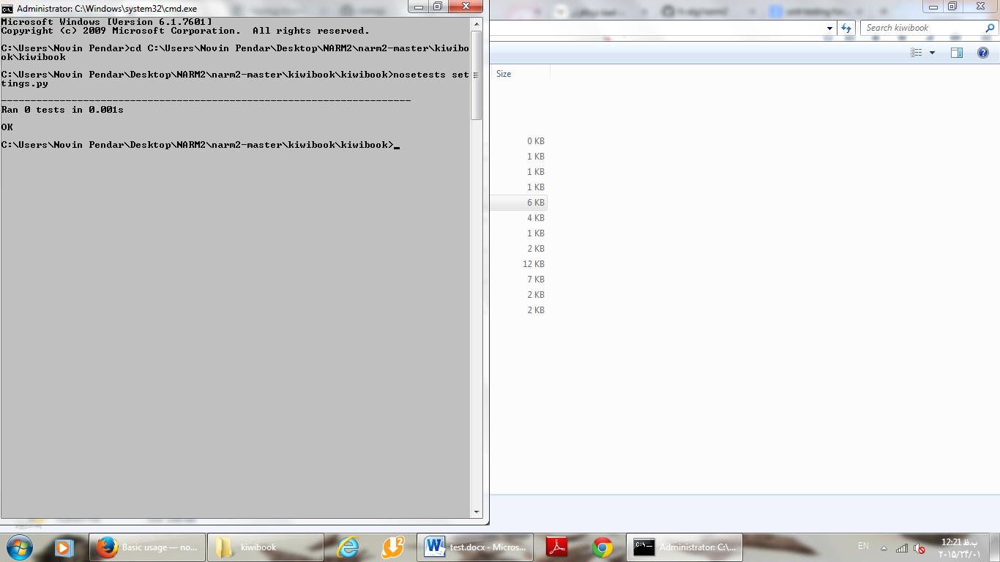 Administrator: C:\Windows\system32\cmd.exe
Microsoft Windows [Version 6.1.7601]
Copyright (c) 2009 Microsoft Corporation.  All rights reserved.
C:\Users\Novin Pendar>cd C:\Users\Novin Pendar\Desktop\NARM2\narm2-master\kiwibo
ok\kiwibook
C:\Users\Novin Pendar\Desktop\NARM2\narm2-master\kiwibook\kiwibook>nosetests set
tings.py
----------------------------------------------------------------------
Ran 0 tests in 0.001s
OK
C:\Users\Novin Pendar\Desktop\NARM2\narm2-master\kiwibook\kiwibook>
Search kiwibook
Size
0 KB
1 KB
1 KB
1 KB
6 KB
4 KB
1 KB
2 KB
12 KB
7 KB
2 KB
2 KB
Basic usage — no...
kiwibook
test.docx - Micros...
Administrator: C:\...
EN
12:21 ب.ظ
۲۰۱۵/۲۴/۰۱